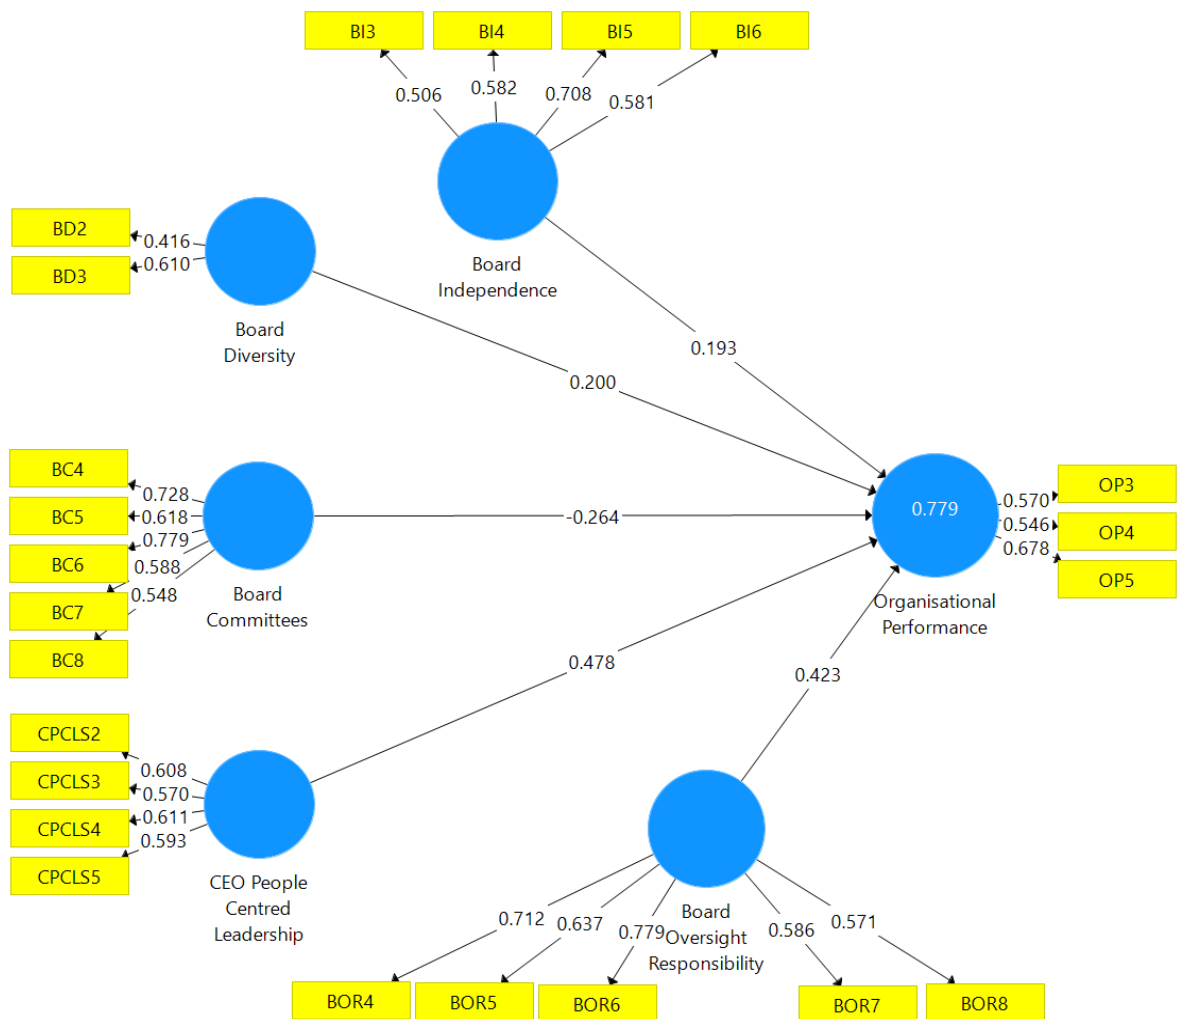 BI3
BI4
BI5
BI6
0.506
0.582
0.708
0.581
Board
Independence
BD2
BD3
0.416
0.610
Board
Diversity
0.193
0.200
BC4
BC5
BC6
BC7
BC8
0.728
0.618
0.779
0.588
0.548
Board
Committees
-0.264
0.779
Organisational
Performance
0.570
0.546
0.678
OP3
OP4
OP5
CPCLS2
CPCLS3
CPCLS4
CPCLS5
0.608
0.570
0.611
0.593
CEO People
Centred
Leadership
0.478
0.423
Board
Oversight
Responsibility
0.712
0.637
0.779
0.586
0.571
BOR4
BOR5
BOR6
BOR7
BOR8